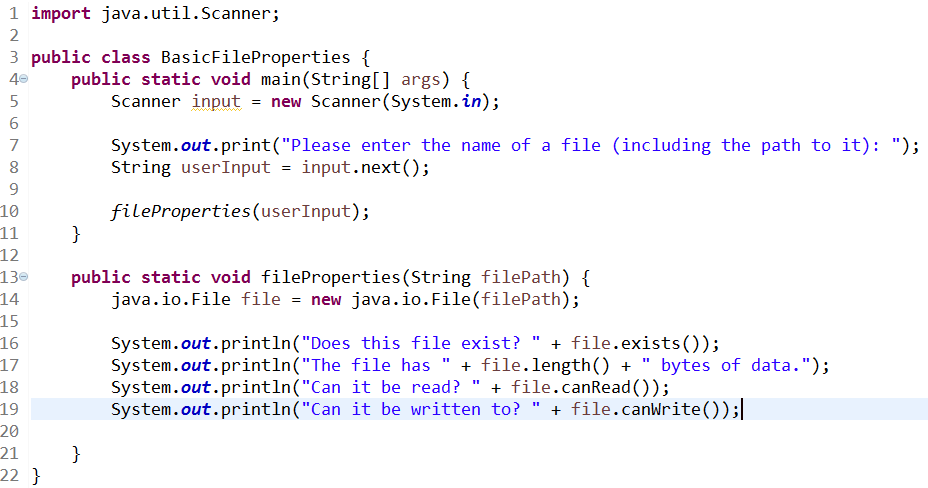 1 import java.util.Scanner;
2
3 public class BasicFileProperties {
4     public static void main(String[] args) {
5         Scanner input = new Scanner(System.in);
6
7         System.out.print("Please enter the name of a file (including the path to it): ");
8         String userInput = input.next();
9
10         fileProperties(userInput);
11     }
12
13     public static void fileProperties(String filePath) {
14         java.io.File file = new java.io.File(filePath);
15
16         System.out.println("Does this file exist? " + file.exists());
17         System.out.println("The file has " + file.length() + " bytes of data.");
18         System.out.println("Can it be read? " + file.canRead());
19         System.out.println("Can it be written to? " + file.canWrite());
20
21     }
22 }